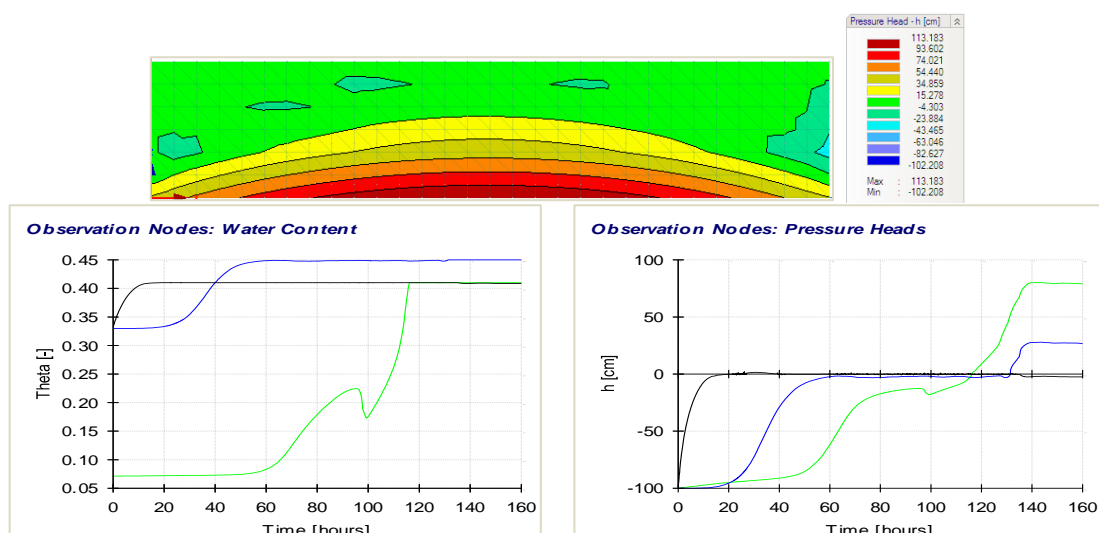 Pressure Head - h [cm]
113.183
93.602
74.021
54.440
34.859
15.278
-4.303
-23.884
-43.465
-63.046
-82.627
-102.208
Max : 113.183
Min : -102.208
Observation Nodes: Water Content
0.45
0.40
0.35
0.30
0.25
0.20
0.15
0.10
0.05
Theta [-]
0 20 40 60 80 100 120 140 160
Time [hours]
Observation Nodes: Pressure Heads
100
50
0
-50
-100
h [cm]
0 20 40 60 80 100 120 140 160
Time [hours]